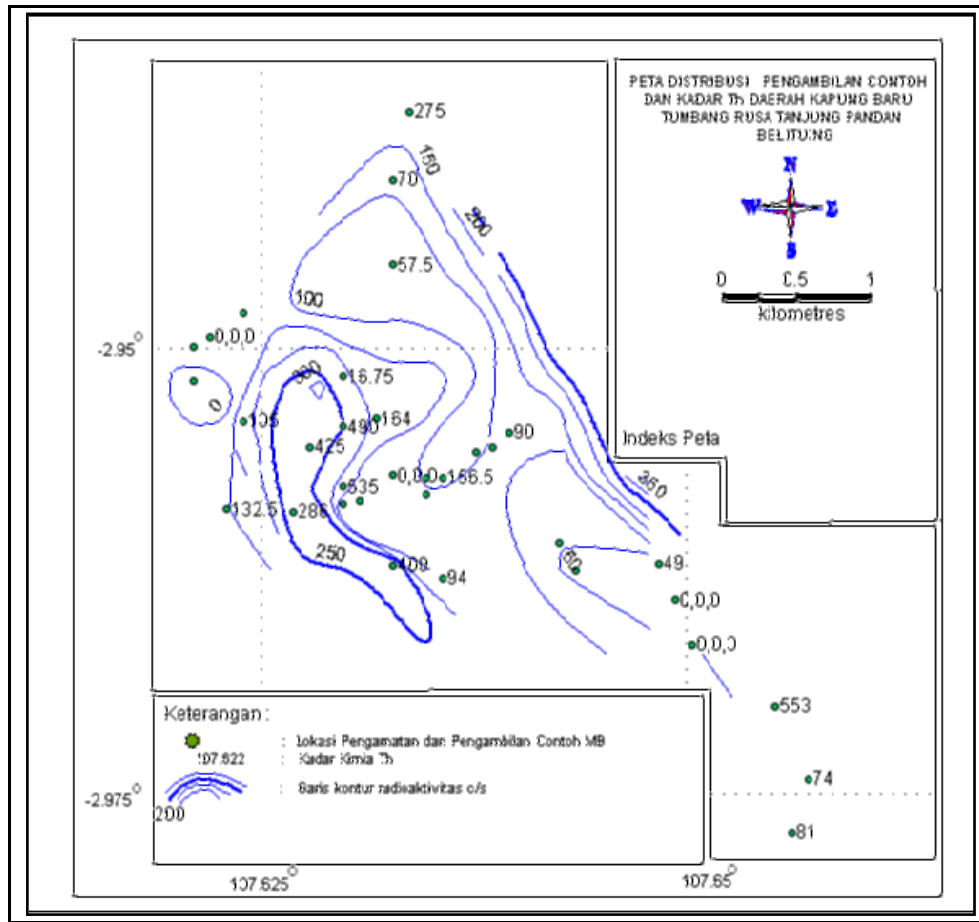 PETA DISTRIBUSI PENGAMBILAN CONTOH
DAN KADAR Th DAERAH KAPUNG BARU
TUMBANG RUSA TANJUNG PANDAN
BELITUNG
N
W E
S
0 0.5 1
kilometres
Indeks Peta
275
150
70
200
57.5
100
-2.95°
0,0,0
300
16.75
0
105
164
490
90
425
0,0,0
166.5
535
350
132.5
286
250
409
94
60
49
0,0,0
0,0,0
553
74
81
Keterangan :
: Lokasi Pengamatan dan Pengambilan Contoh MB
107.622 : Kadar Kimia Th
: Garis kontur radioaktivitas c/s
200
-2.975°
107.625°
107.65°